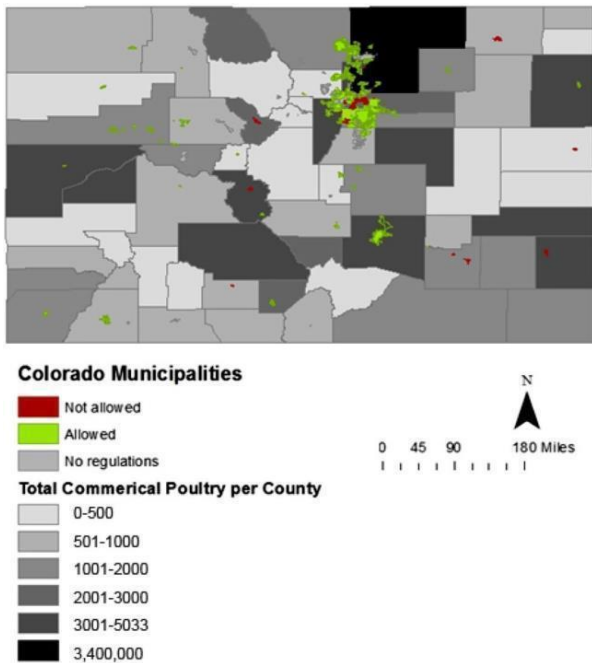 Colorado Municipalities
Not allowed
Allowed
No regulations
Total Commerical Poultry per County
0-500
501-1000
1001-2000
2001-3000
3001-5033
3,400,000
N
0 45 90 180 Miles